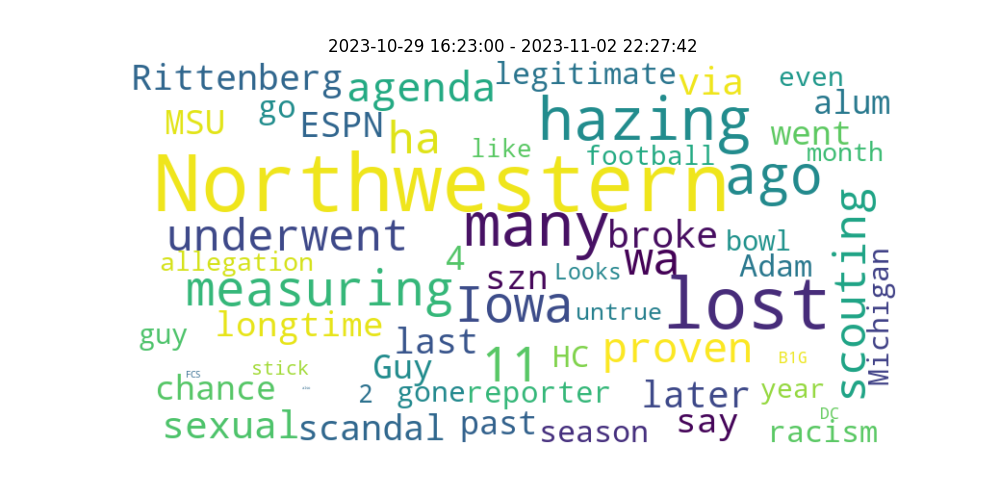 2023-10-29 16:23:00 - 2023-11-02 22:27:42
Rittenberg agenda legitimate via even
MSU go ESPN ha hazing alum
like football went month
Northwestern ago
underwent many broke bowl
allegation 4 szn Looks wa Adam
measuring Iowa untrue lost scouting Michigan
guy longtime last 11 HC proven B1G
stick Guy
FCS chance 2 gone reporter later year
sexual scandal past season say DC
racism